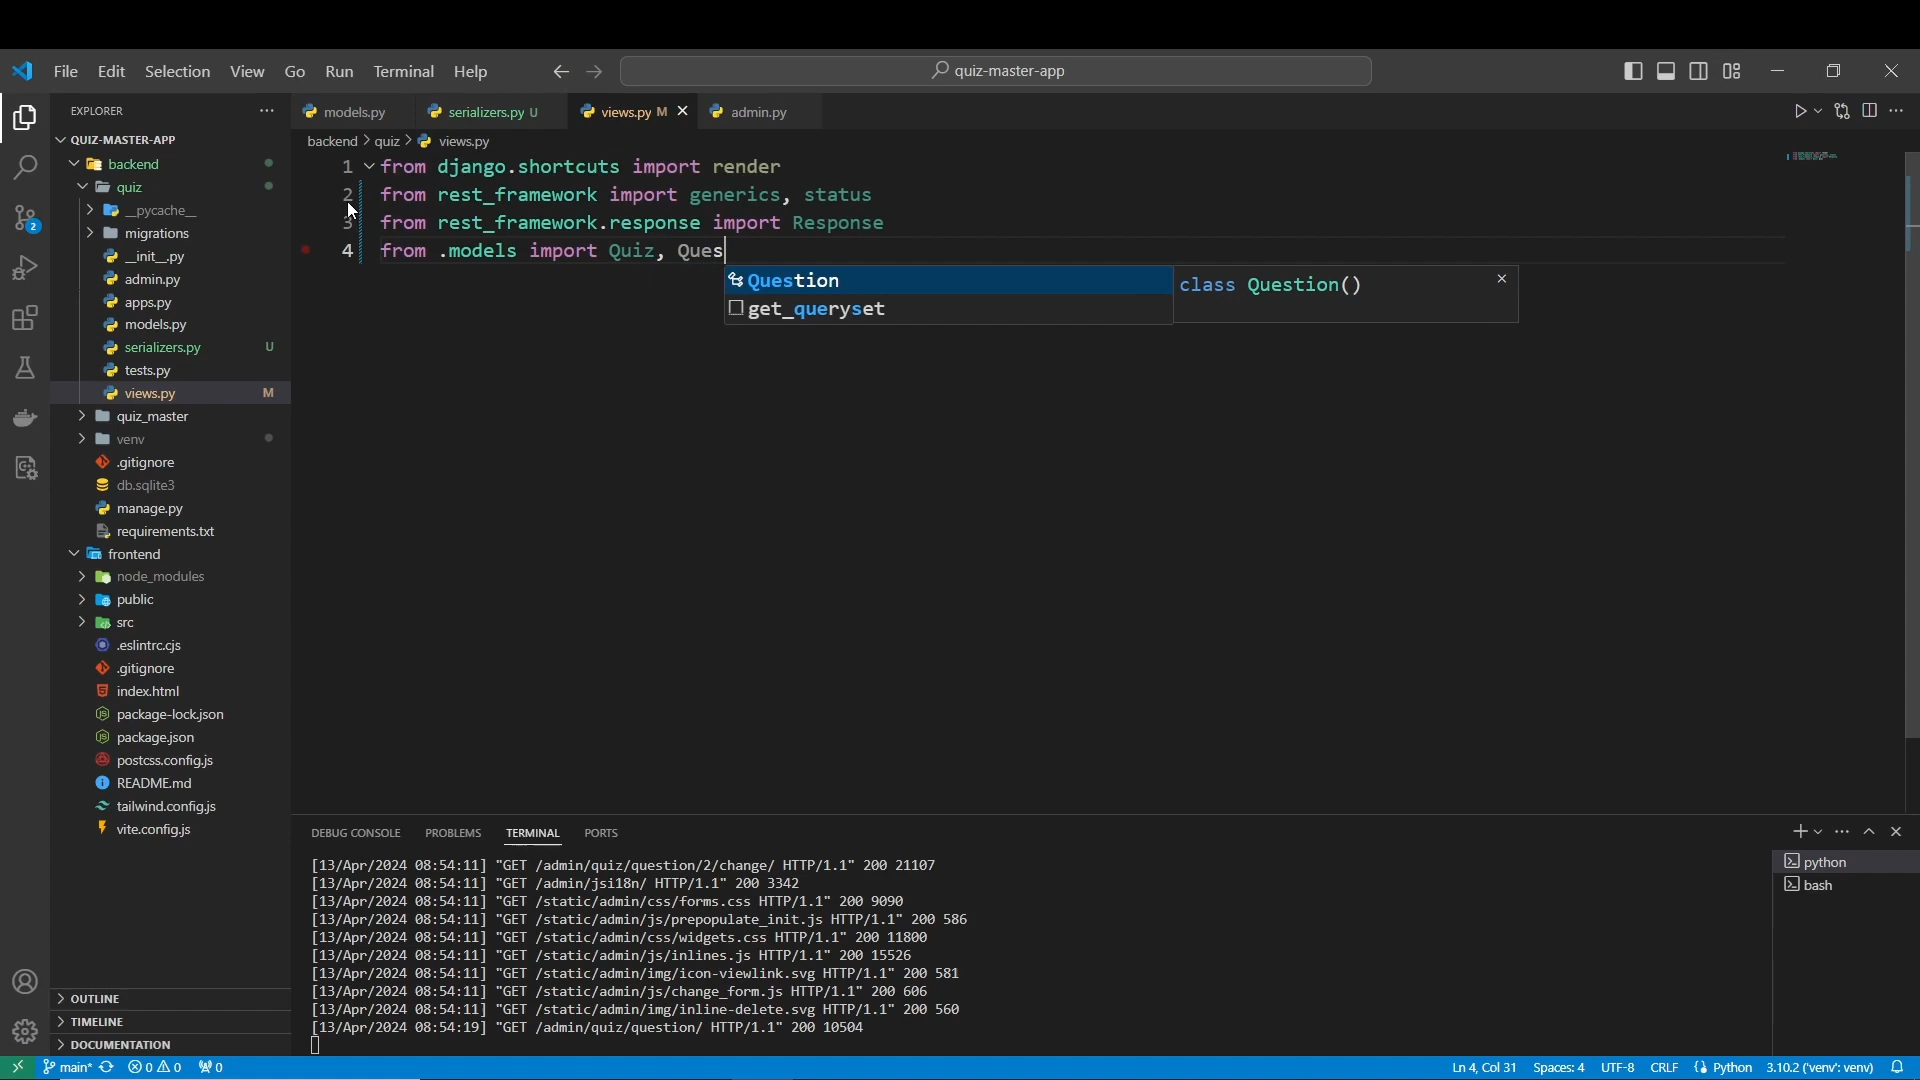 File Edit Selection View Go Run Terminal Help
quiz-master-app
EXPLORER
QUIZ-MASTER-APP
backend
quiz
__pycache__
migrations
__init__.py
admin.py
apps.py
models.py
serializers.py U
tests.py
views.py M
quiz_master
venv
.gitignore
db.sqlite3
manage.py
requirements.txt
frontend
node_modules
public
src
.eslintrc.cjs
.gitignore
index.html
package-lock.json
package.json
postcss.config.js
README.md
tailwind.config.js
vite.config.js
OUTLINE
TIMELINE
DOCUMENTATION
models.py serializers.py U views.py M admin.py
backend > quiz > views.py
1 from django.shortcuts import render
2 from rest_framework import generics, status
3 from rest_framework.response import Response
4 from .models import Quiz, Ques
Question
get_queryset
class Question()
DEBUG CONSOLE PROBLEMS TERMINAL PORTS
[13/Apr/2024 08:54:11] "GET /admin/quiz/question/2/change/ HTTP/1.1" 200 21107
[13/Apr/2024 08:54:11] "GET /admin/jsi18n/ HTTP/1.1" 200 3342
[13/Apr/2024 08:54:11] "GET /static/admin/css/forms.css HTTP/1.1" 200 9090
[13/Apr/2024 08:54:11] "GET /static/admin/js/prepopulate_init.js HTTP/1.1" 200 586
[13/Apr/2024 08:54:11] "GET /static/admin/css/widgets.css HTTP/1.1" 200 11800
[13/Apr/2024 08:54:11] "GET /static/admin/js/inlines.js HTTP/1.1" 200 15526
[13/Apr/2024 08:54:11] "GET /static/admin/img/icon-viewlink.svg HTTP/1.1" 200 581
[13/Apr/2024 08:54:11] "GET /static/admin/js/change_form.js HTTP/1.1" 200 606
[13/Apr/2024 08:54:11] "GET /static/admin/img/inline-delete.svg HTTP/1.1" 200 560
[13/Apr/2024 08:54:19] "GET /admin/quiz/question/ HTTP/1.1" 200 10504
python
bash
2
main* 0 0 0 Ln 4, Col 31 Spaces: 4 UTF-8 CRLF Python 3.10.2 ('venv': venv)